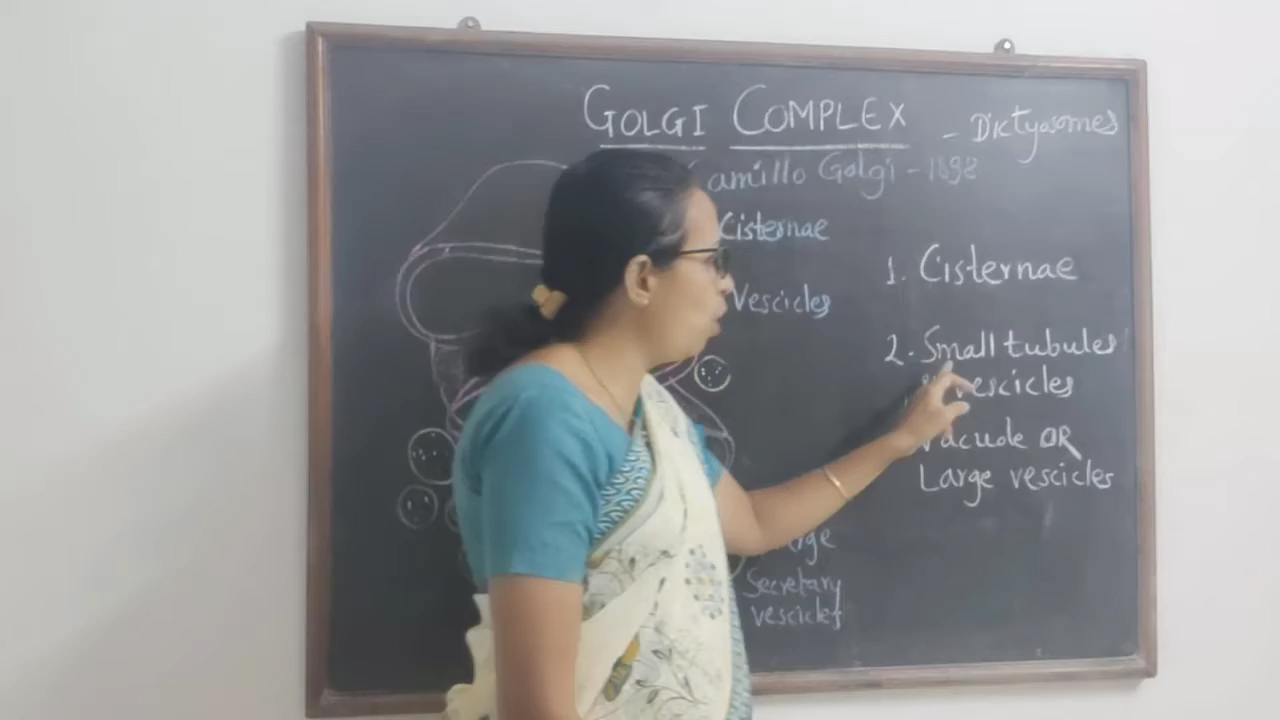 GOLGI COMPLEX
- Dictyosomes
amillo Golgi - 1898
Cisternae
Vescicles
1. Cisternae
2. Small tubules
vescicles
Vacuole OR
Large vescicles
Secretary
vescicles